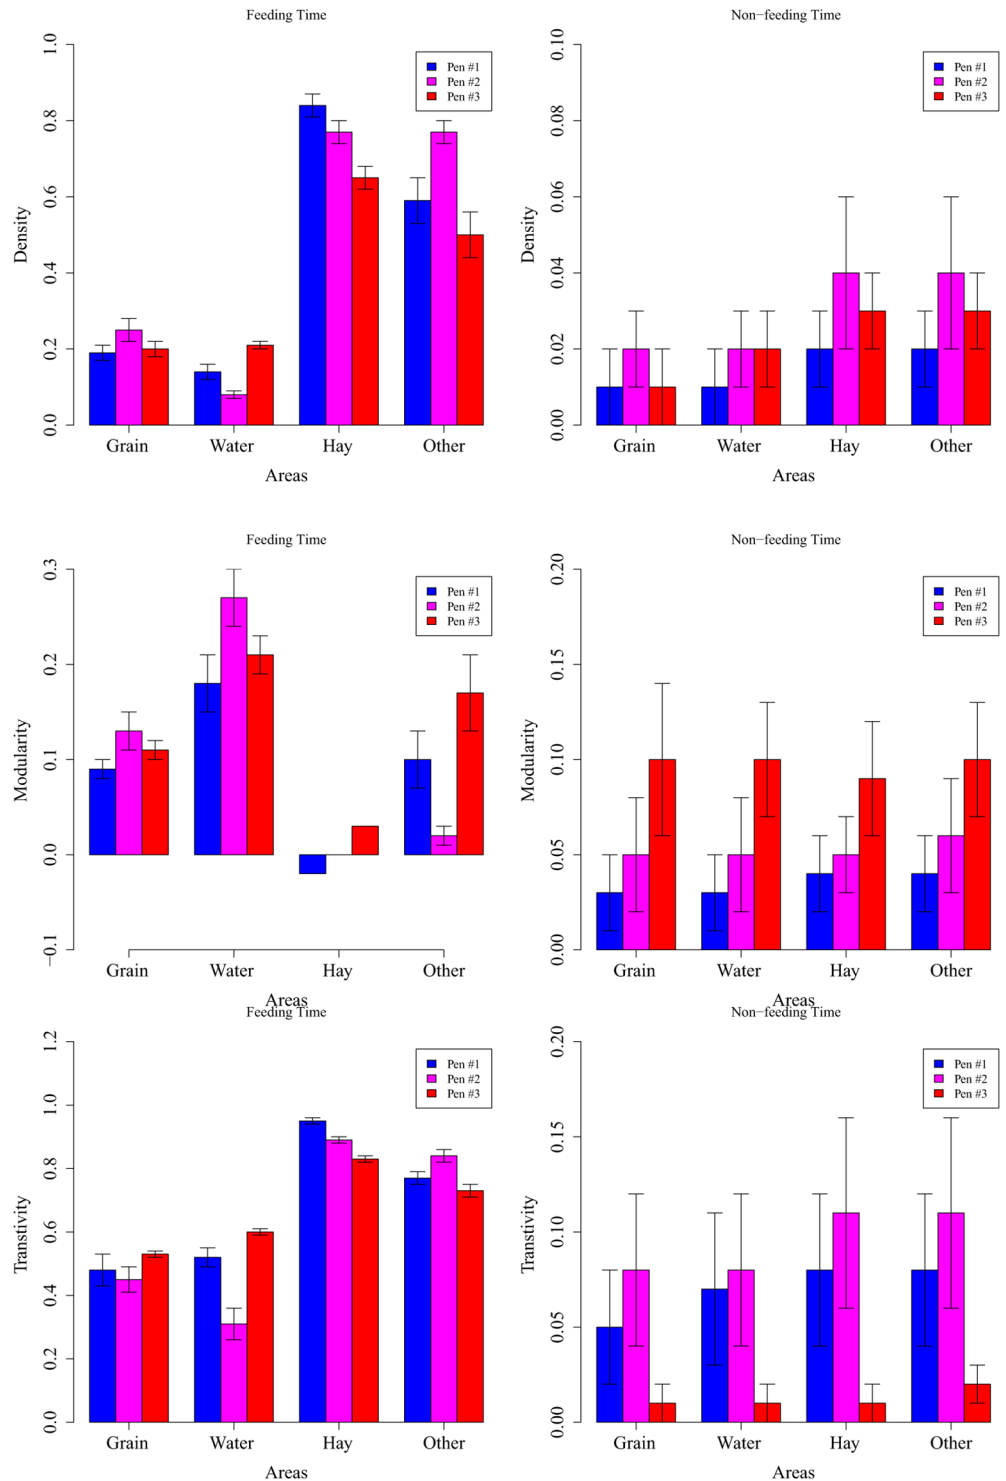 Feeding Time
Non-feeding Time
1.0
0.8
0.6
0.4
0.2
0.0
Density
Pen #1
Pen #2
Pen #3
Grain Water Hay Other
Areas
0.10
0.08
0.06
0.04
0.02
0.00
Density
Pen #1
Pen #2
Pen #3
Grain Water Hay Other
Areas
Feeding Time
Non-feeding Time
0.3
0.2
0.1
0.0
-0.1
Modularity
Pen #1
Pen #2
Pen #3
Grain Water Hay Other
Areas
0.20
0.15
0.10
0.05
0.00
Modularity
Pen #1
Pen #2
Pen #3
Grain Water Hay Other
Areas
Feeding Time
Non-feeding Time
1.2
1.0
0.8
0.6
0.4
0.2
0.0
Transtivity
Pen #1
Pen #2
Pen #3
Grain Water Hay Other
Areas
0.20
0.15
0.10
0.05
0.00
Transtivity
Pen #1
Pen #2
Pen #3
Grain Water Hay Other
Areas